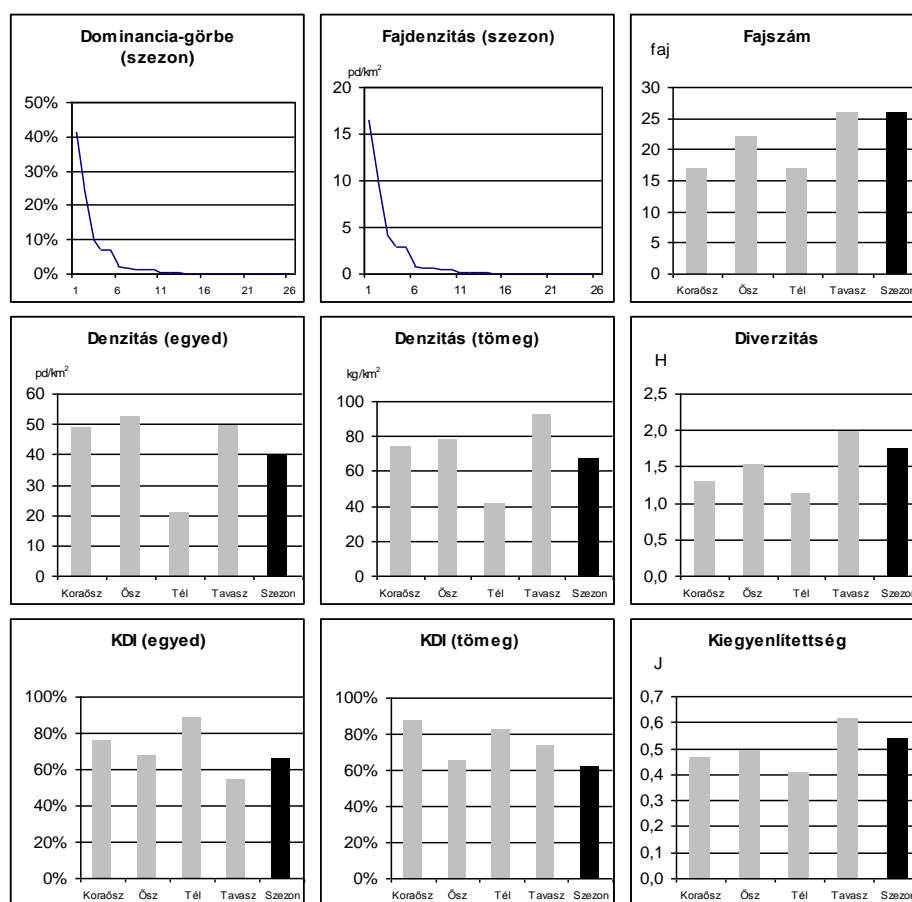 Dominancia-görbe
(szezon)
50%
40%
30%
20%
10%
0%
1 6 11 16 21 26
Fajdenzitás (szezon)
pd/km²
20
15
10
5
0
1 6 11 16 21 26
Fajszám
faj
30
25
20
15
10
5
0
Koraősz Ősz Tél Tavasz Szezon
Denzitás (egyed)
pd/km²
60
50
40
30
20
10
0
Koraősz Ősz Tél Tavasz Szezon
Denzitás (tömeg)
kg/km²
100
80
60
40
20
0
Koraősz Ősz Tél Tavasz Szezon
Diverzitás
H
2,5
2,0
1,5
1,0
0,5
0,0
Koraősz Ősz Tél Tavasz Szezon
KDI (egyed)
100%
80%
60%
40%
20%
0%
Koraősz Ősz Tél Tavasz Szezon
KDI (tömeg)
100%
80%
60%
40%
20%
0%
Koraősz Ősz Tél Tavasz Szezon
Kiegyenlítettség
J
0,7
0,6
0,5
0,4
0,3
0,2
0,1
0,0
Koraősz Ősz Tél Tavasz Szezon